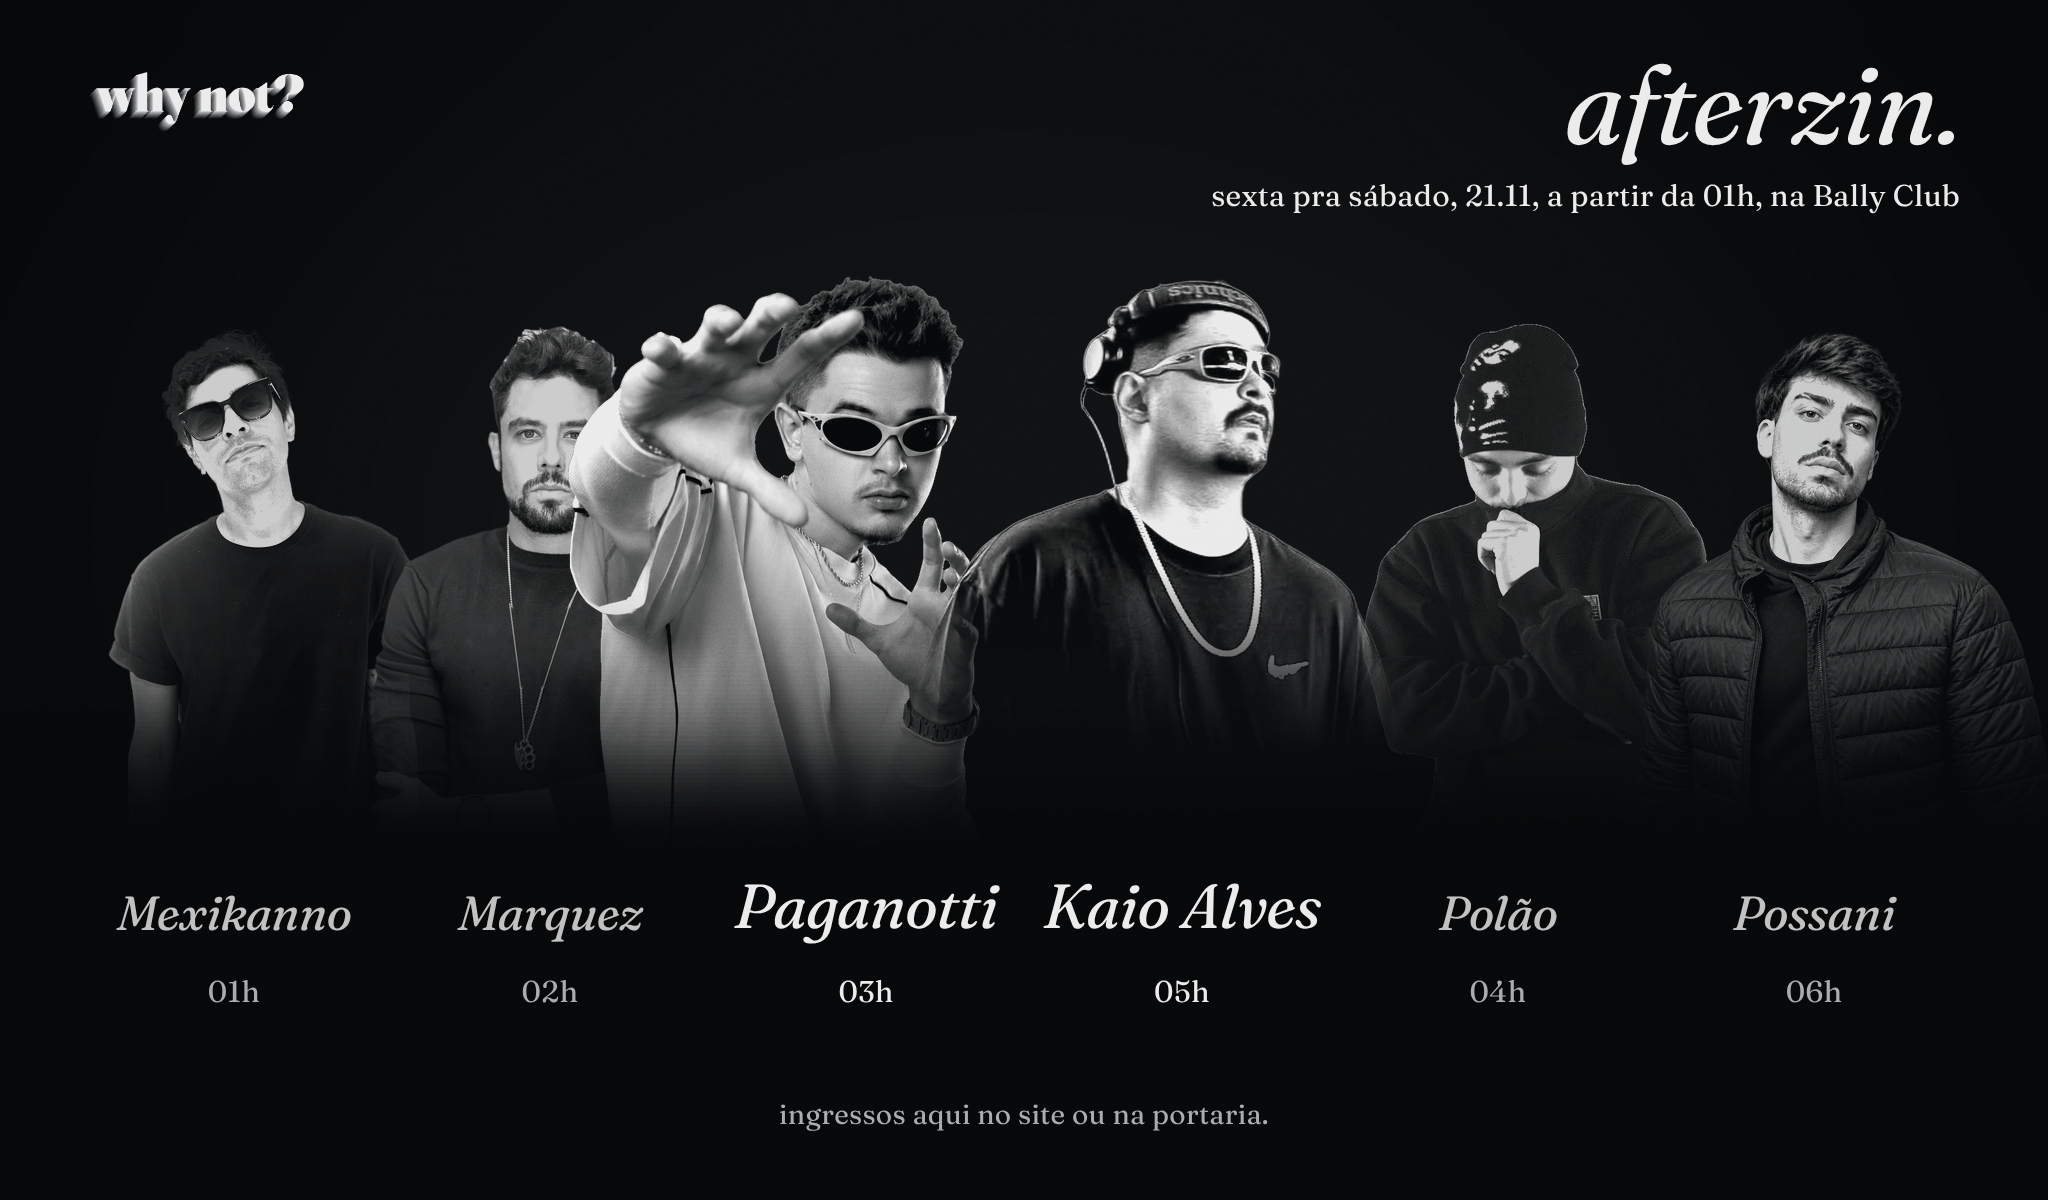 why not?
afterzin.
sexta pra sábado, 21.11, a partir da 01h, na Bally Club
Technics
Mexikanno
Marquez
Paganotti
Kaio Alves
Polão
Possani
01h
02h
03h
05h
04h
06h
ingressos aqui no site ou na portaria.